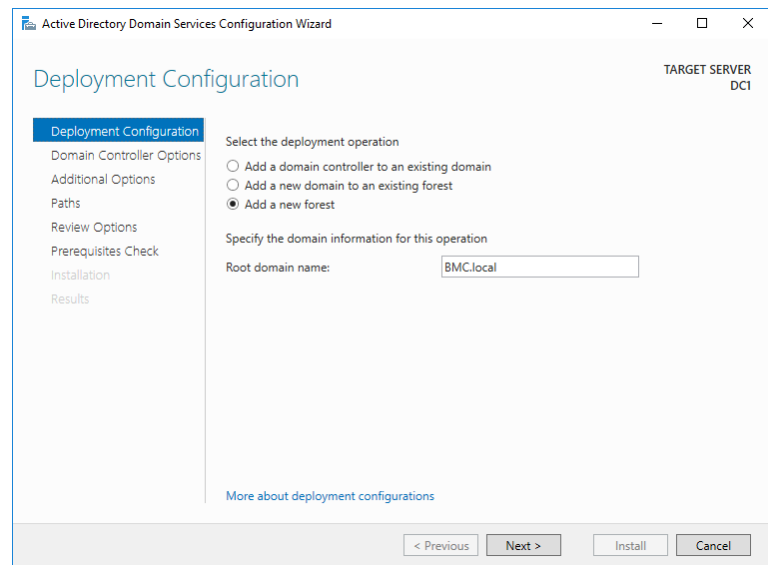 Active Directory Domain Services Configuration Wizard
Deployment Configuration
TARGET SERVER
DC1
Deployment Configuration
Domain Controller Options
Additional Options
Paths
Review Options
Prerequisites Check
Installation
Results
Select the deployment operation
Add a domain controller to an existing domain
Add a new domain to an existing forest
Add a new forest
Specify the domain information for this operation
Root domain name:
BMC.local
More about deployment configurations
< Previous
Next >
Install
Cancel